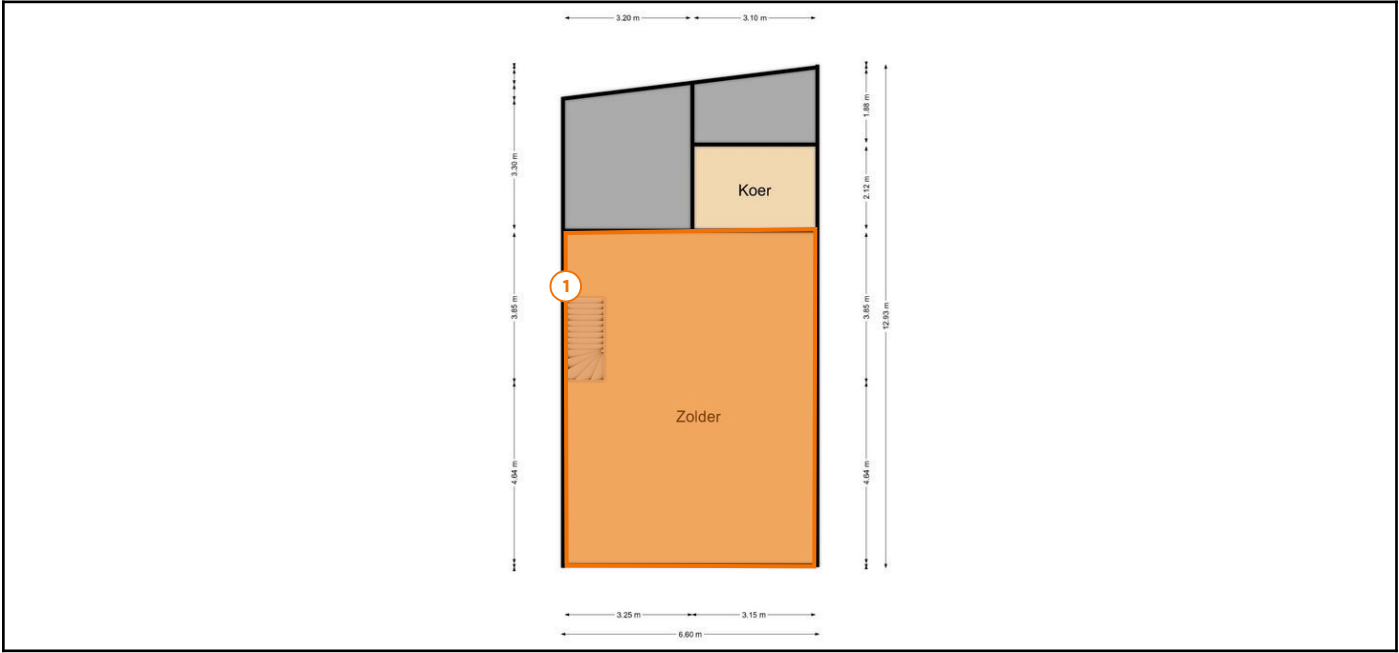 3.20 m
3.10 m
1.88 m
3.30 m
2.12 m
Koer
1
3.85 m
3.85 m
12.93 m
Zolder
4.64 m
4.64 m
3.25 m
3.15 m
6.60 m